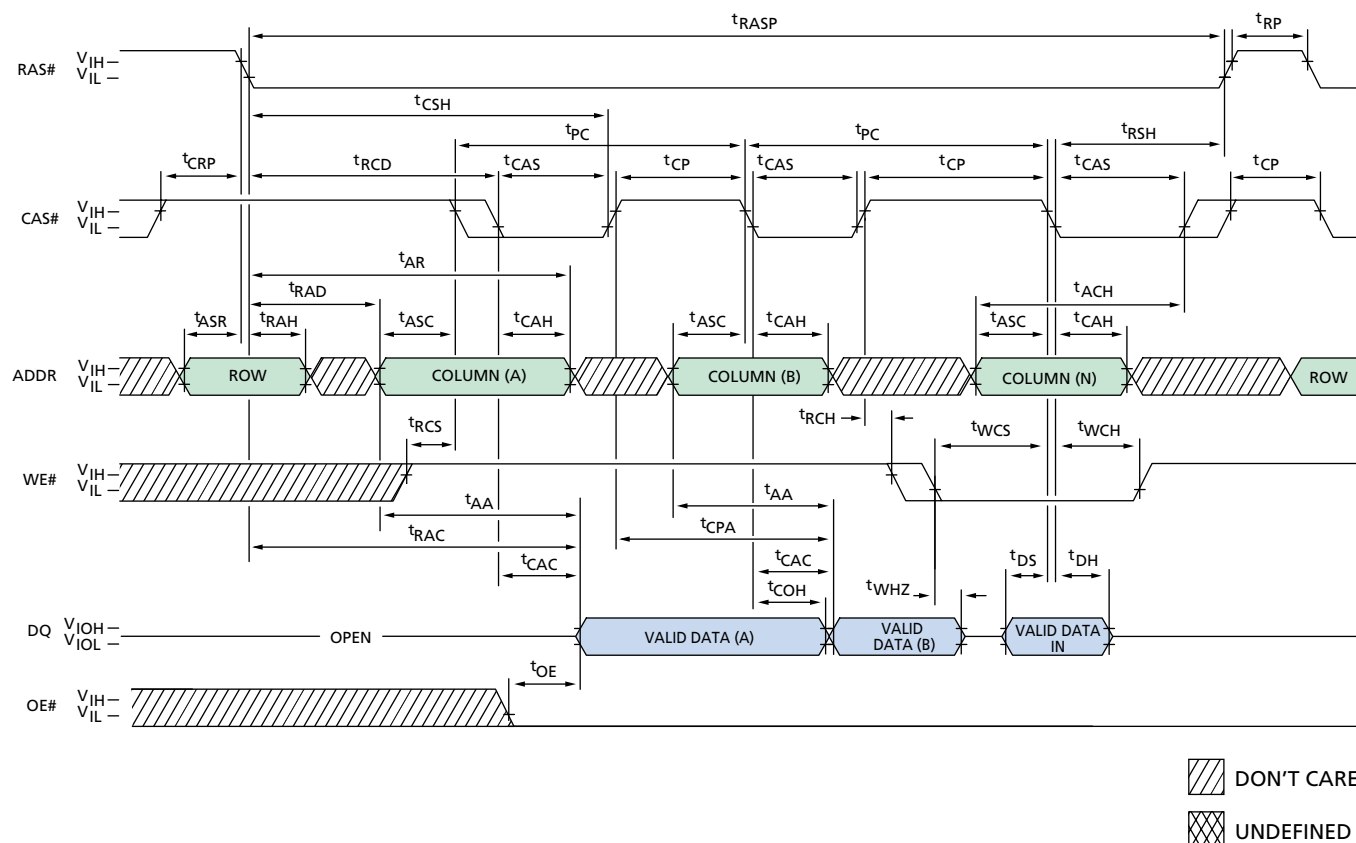 tRASP
tRP
RAS#
VIH
VIL
tCSH
tPC
tPC
tRSH
tCRP
tRCD
tCAS
tCP
tCAS
tCP
tCAS
tCP
CAS#
VIH
VIL
tAR
tRAD
tACH
tASR
tRAH
tASC
tCAH
tASC
tCAH
tASC
tCAH
ADDR
VIH
VIL
ROW
COLUMN (A)
COLUMN (B)
COLUMN (N)
ROW
tRCS
tRCH
tWCS
tWCH
WE#
VIH
VIL
tAA
tAA
tRAC
tCPA
tCAC
tCAC
tDS
tDH
tCOH
tWHZ
DQ
VIOH
VIOL
OPEN
VALID DATA (A)
VALID
DATA (B)
VALID DATA
IN
tOE
OE#
VIH
VIL
DON'T CARE
UNDEFINED